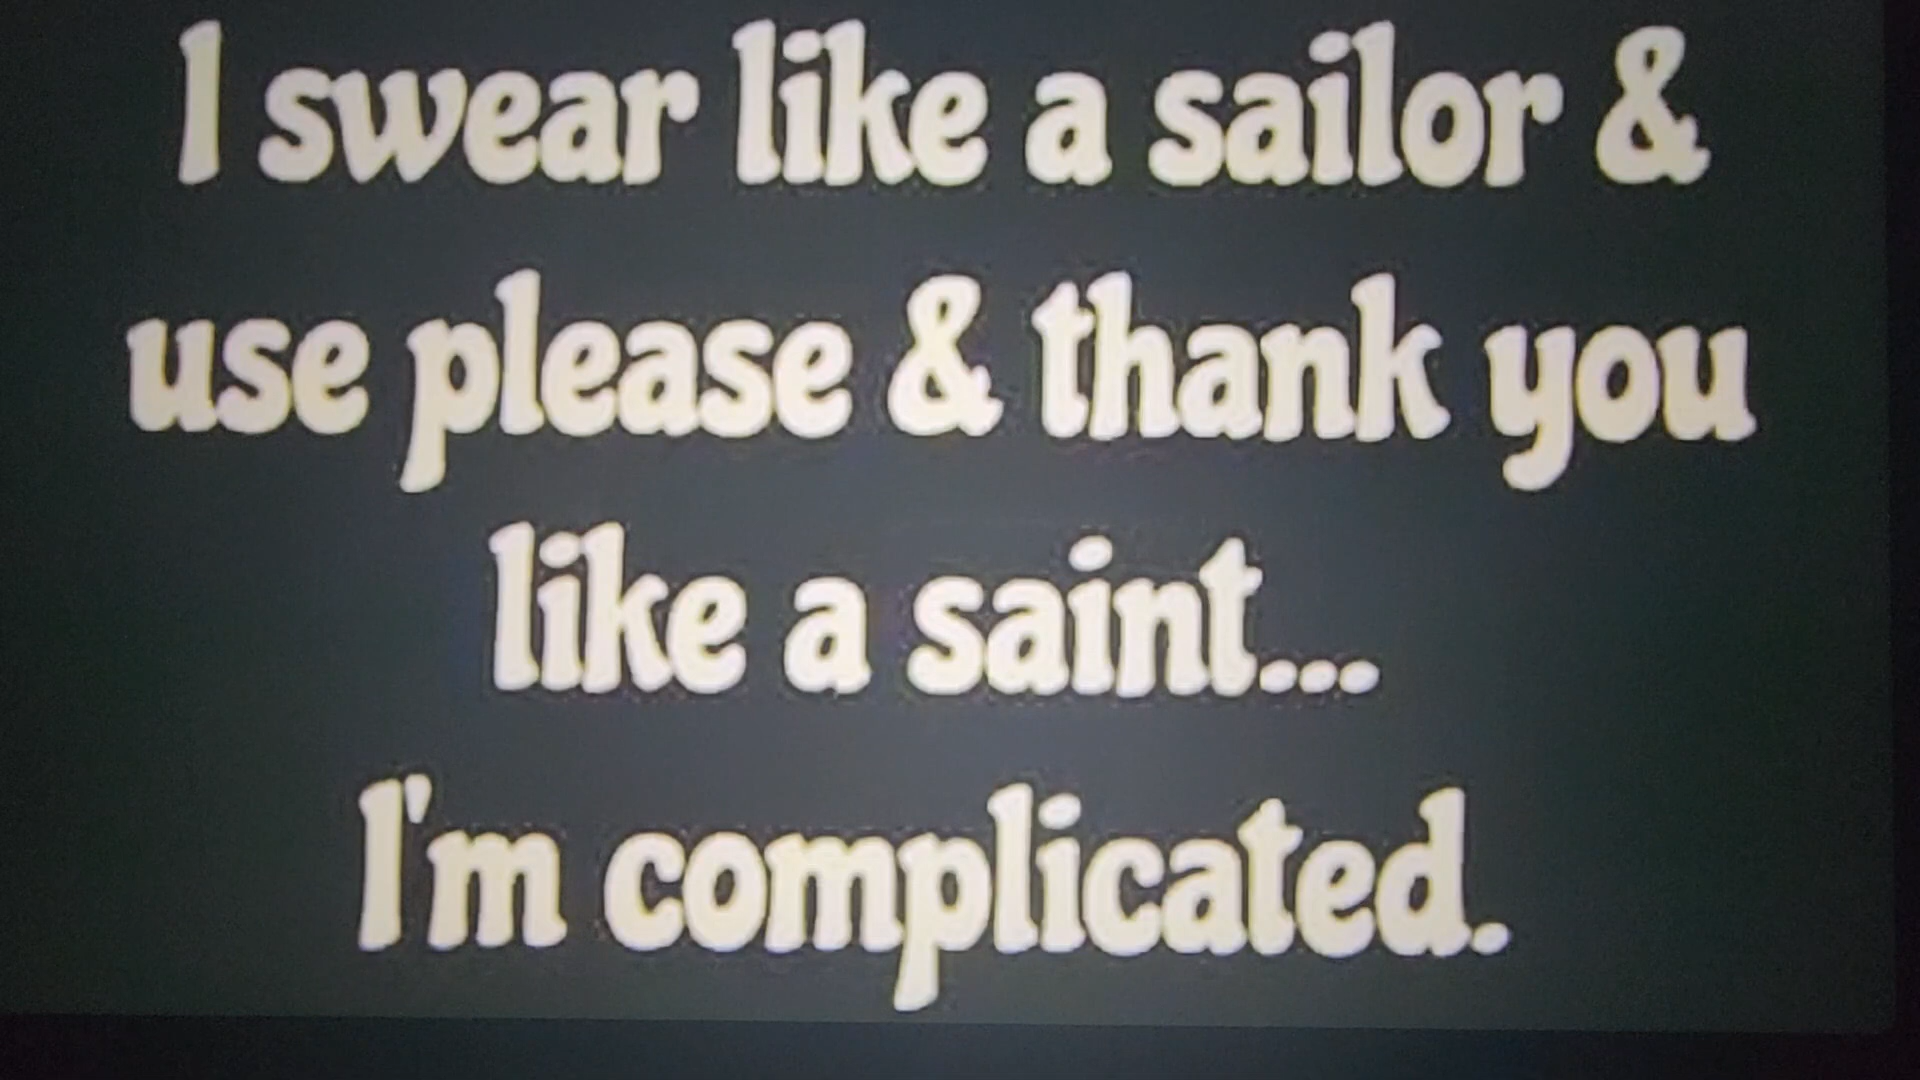 I swear like a sailor &
use please & thank you
like a saint...
I'm complicated.